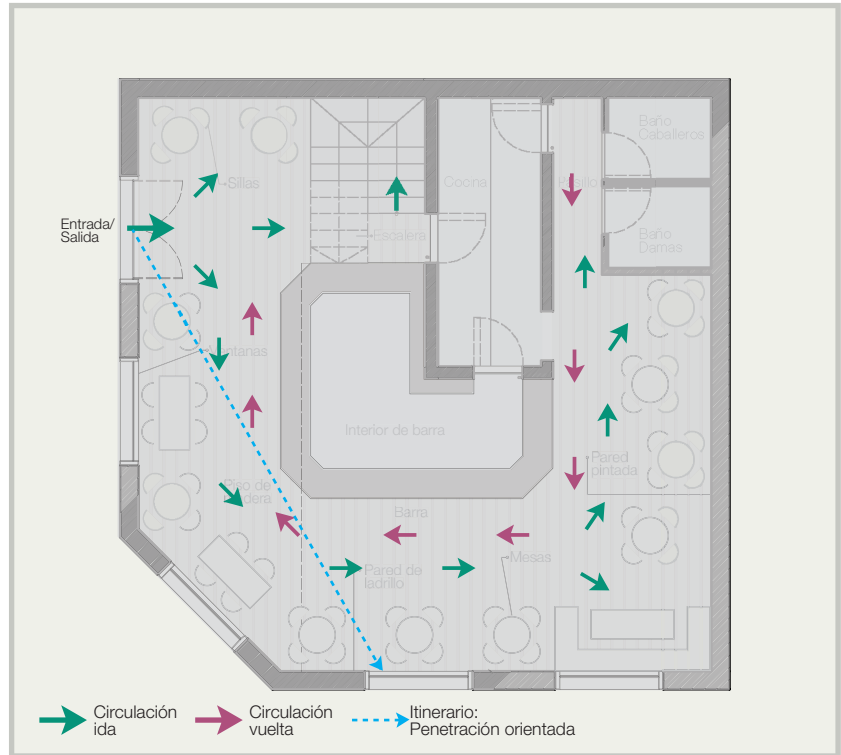 Baño
Caballeros
Sillas
Cocina
Pasillo
Entrada/
Salida
Escalera
Baño
Damas
Ventanas
Interior de barra
Pared
pintada
Piso de
madera
Barra
Mesas
Pared de
ladrillo
Circulación
ida
Circulación
vuelta
Itinerario:
Penetración orientada